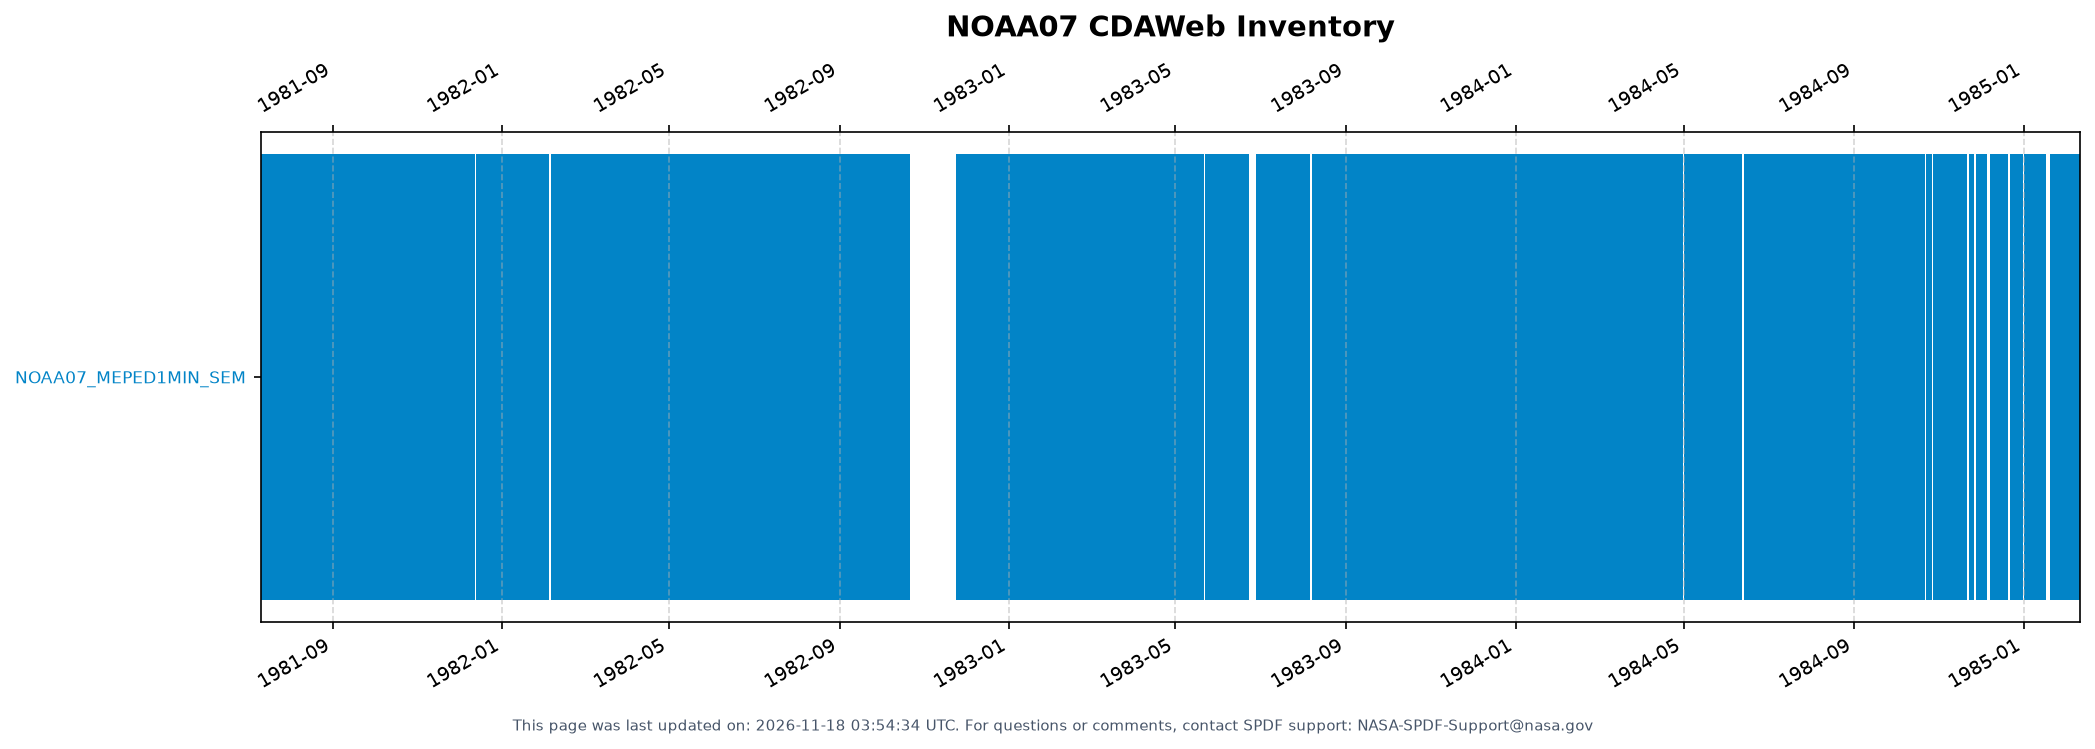 NOAA07 CDAWeb Inventory
1981-09 1982-01 1982-05 1982-09 1983-01 1983-05 1983-09 1984-01 1984-05 1984-09 1985-01
NOAA07_MEPED1MIN_SEM
1981-09 1982-01 1982-05 1982-09 1983-01 1983-05 1983-09 1984-01 1984-05 1984-09 1985-01
This page was last updated on: 2026-11-18 03:54:34 UTC. For questions or comments, contact SPDF support: NASA-SPDF-Support@nasa.gov